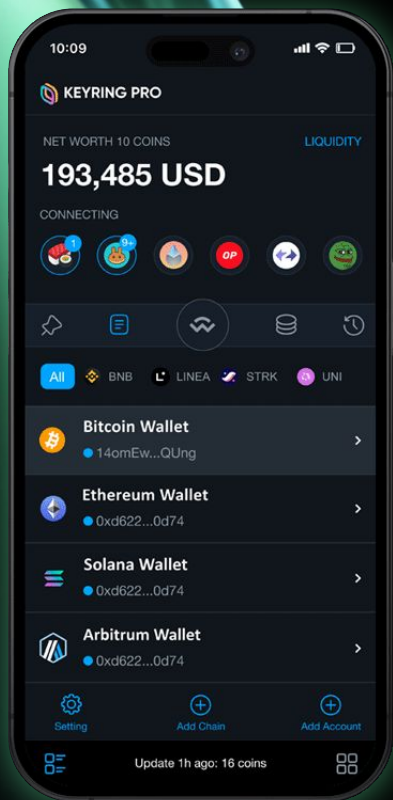 10:09
KEYRING PRO
NET WORTH 10 COINS LIQUIDITY
193,485 USD
CONNECTING
1 9+ OP
All BNB LINEA STRK UNI
Bitcoin Wallet
14omEw...QUng
Ethereum Wallet
0xd622...0d74
Solana Wallet
0xd622...0d74
Arbitrum Wallet
0xd622...0d74
Setting Add Chain Add Account
Update 1h ago: 16 coins